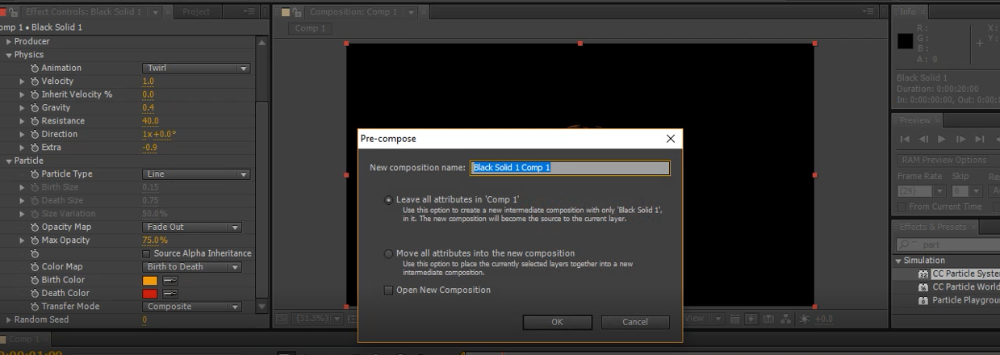 Effect Controls: Black Solid 1
Project
omp 1 • Black Solid 1
Producer
Physics
Animation Twirl
Velocity 1.0
Inherit Velocity % 0.0
Gravity 0.4
Resistance 40.0
Direction 1x+0.0°
Extra -0.9
Particle
Particle Type Line
Birth Size 0.15
Death Size 0.75
Size Variation 50.0%
Opacity Map Fade Out
Max Opacity 75.0%
Source Alpha Inheritance
Color Map Birth to Death
Birth Color
Death Color
Transfer Mode Composite
Random Seed 0
Comp 1
Composition: Comp 1
Comp 1
(31.3%)
View
+0.0
Pre-compose
New composition name: Black Solid 1 Comp 1
Leave all attributes in 'Comp 1'
Use this option to create a new intermediate composition with only 'Black Solid 1',
in it. The new composition will become the source to the current layer.
Move all attributes into the new composition
Use this option to place the currently selected layers together into a new
intermediate composition.
Open New Composition
OK Cancel
Info
R: X:
G:
B:
A: 0
Black Solid 1
Duration: 0:00:20:00
In: 0:00:00:00, Out: 0:00:
Preview
RAM Preview Options
Frame Rate Skip
(29) 0
From Current Time
Effects & Presets
part
Simulation
32 CC Particle Syste
16 CC Particle World
8 Particle Playgrou